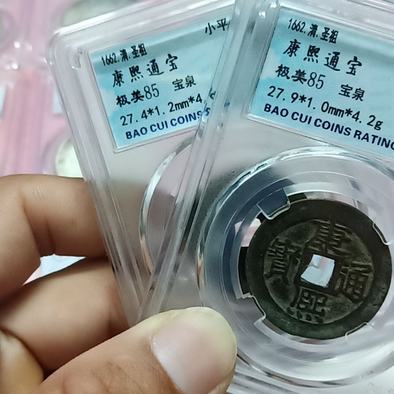 1662.清.圣祖
小平
康熙通宝
极美85 宝泉
27.4*1.2mm*4.
BAO CUI COINS
1662.清.圣祖
康熙通宝
极美85 宝泉
27.9*1.0mm*4.2g
BAO CUI COINS RATING
康熙通寳